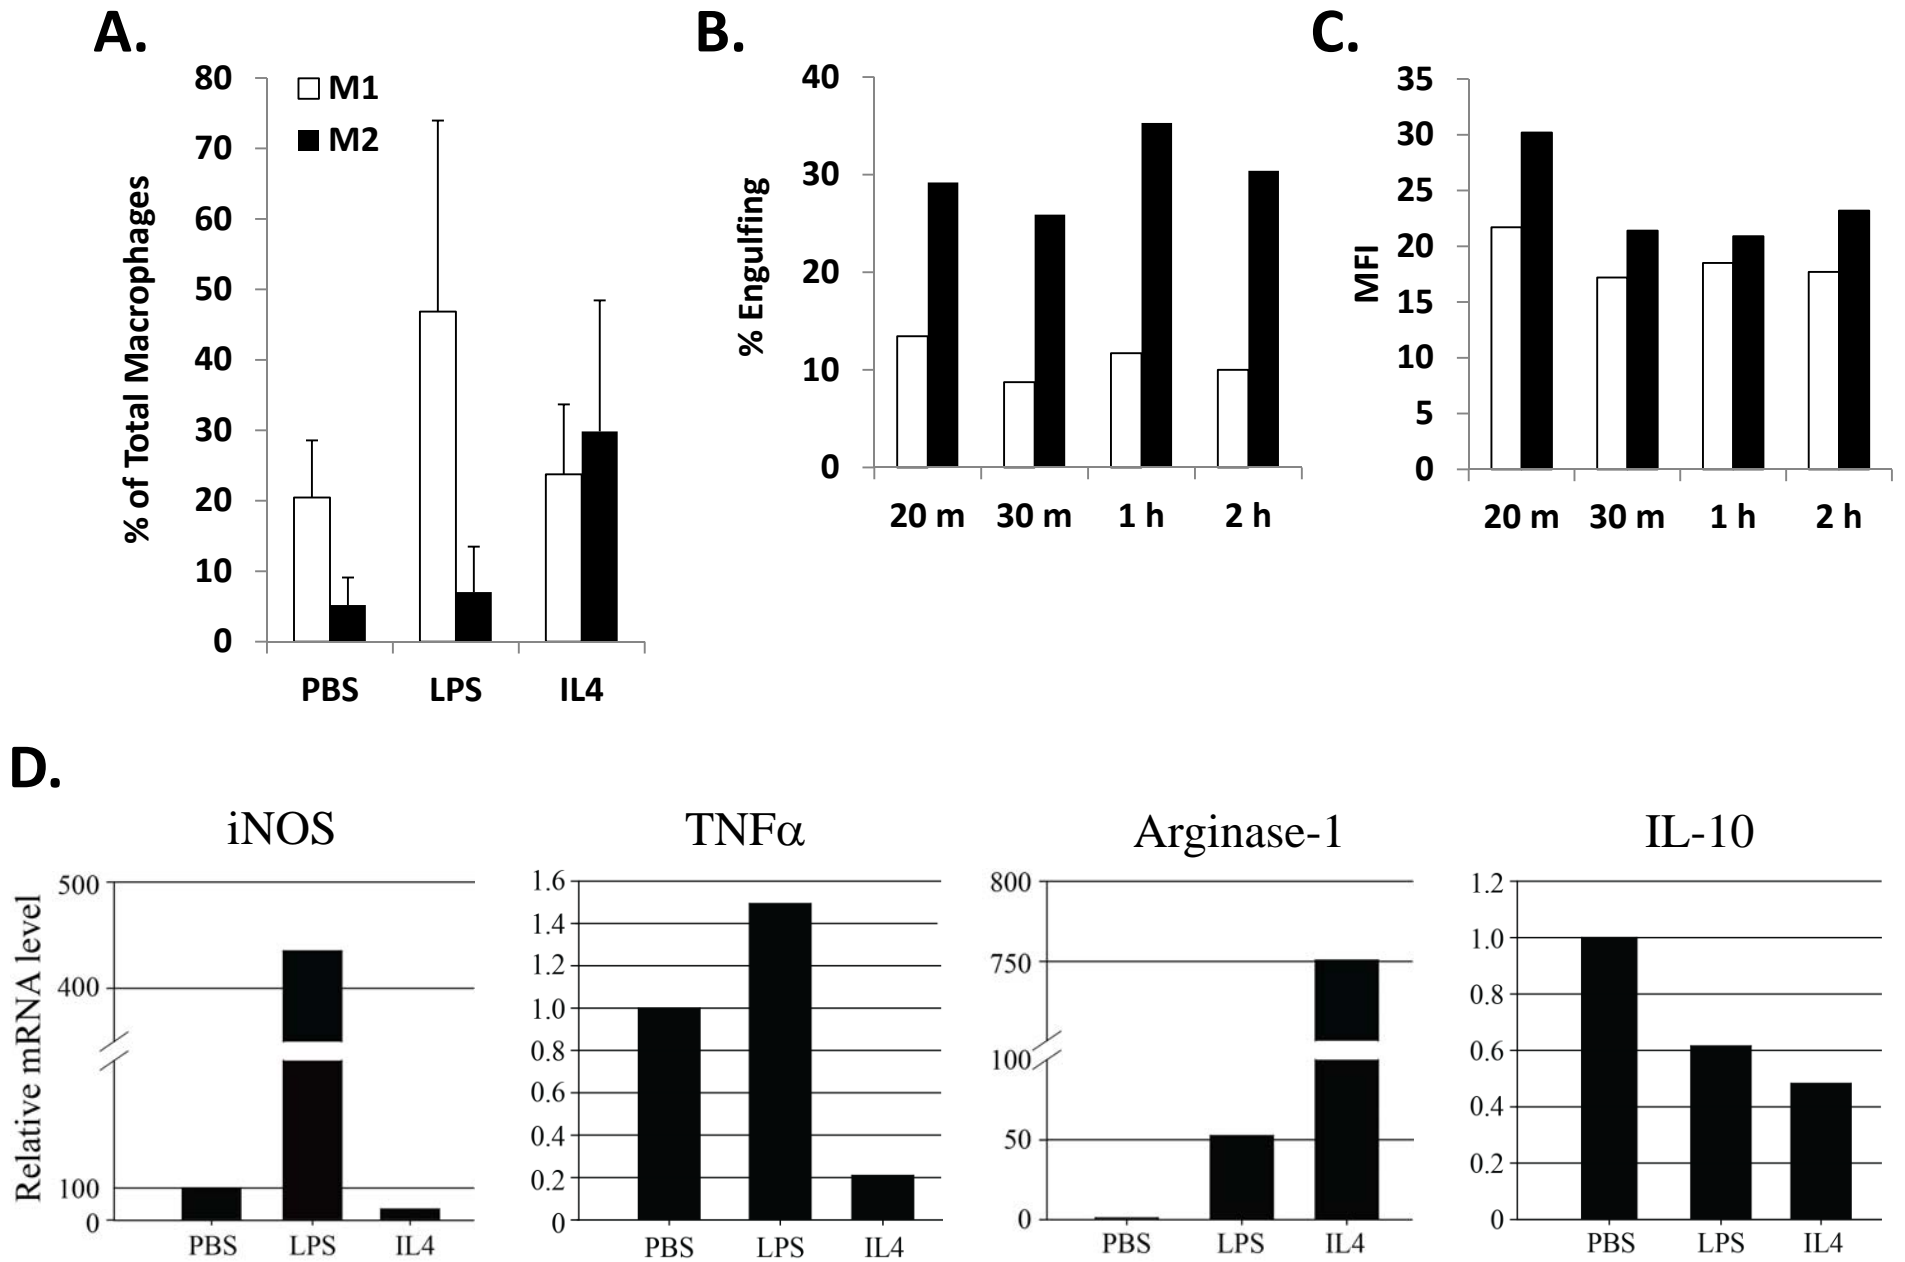 A.
B.
C.
M1
M2
80
70
60
50
40
30
20
10
0
% of Total Macrophages
PBS LPS IL4
40
30
20
10
0
% Engulfing
20 m 30 m 1 h 2 h
35
30
25
20
15
10
5
0
MFI
20 m 30 m 1 h 2 h
D.
iNOS
Relative mRNA level
500
400
100
0
PBS LPS IL4
TNFα
1.6
1.4
1.2
1.0
0.8
0.6
0.4
0.2
0
PBS LPS IL4
Arginase-1
800
750
100
50
0
PBS LPS IL4
IL-10
1.2
1.0
0.8
0.6
0.4
0.2
0
PBS LPS IL4